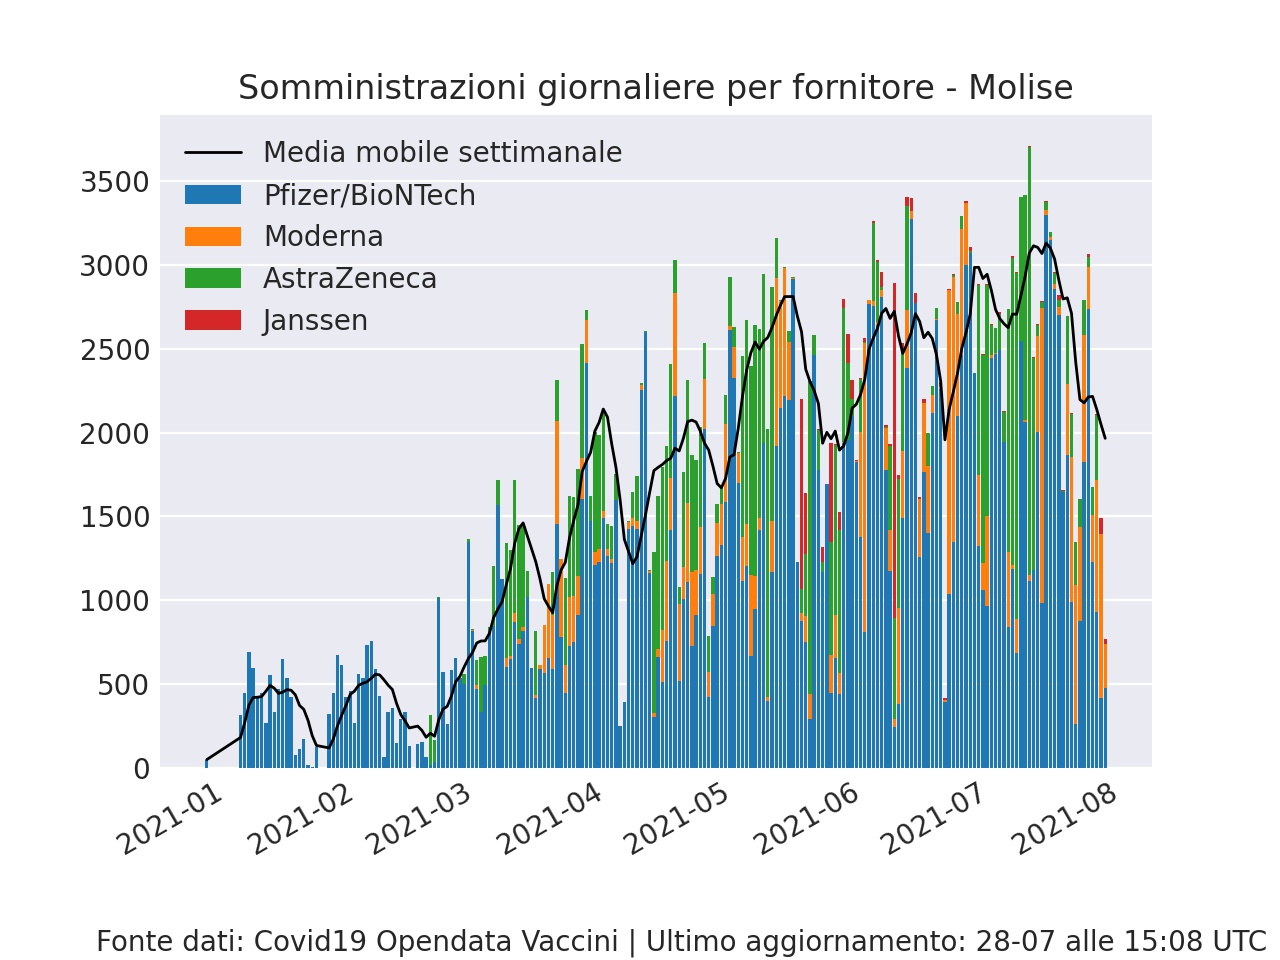 Somministrazioni giornaliere per fornitore - Molise
Media mobile settimanale
Pfizer/BioNTech
Moderna
AstraZeneca
Janssen
3500
3000
2500
2000
1500
1000
500
0
2021-01
2021-02
2021-03
2021-04
2021-05
2021-06
2021-07
2021-08
Fonte dati: Covid19 Opendata Vaccini | Ultimo aggiornamento: 28-07 alle 15:08 UTC